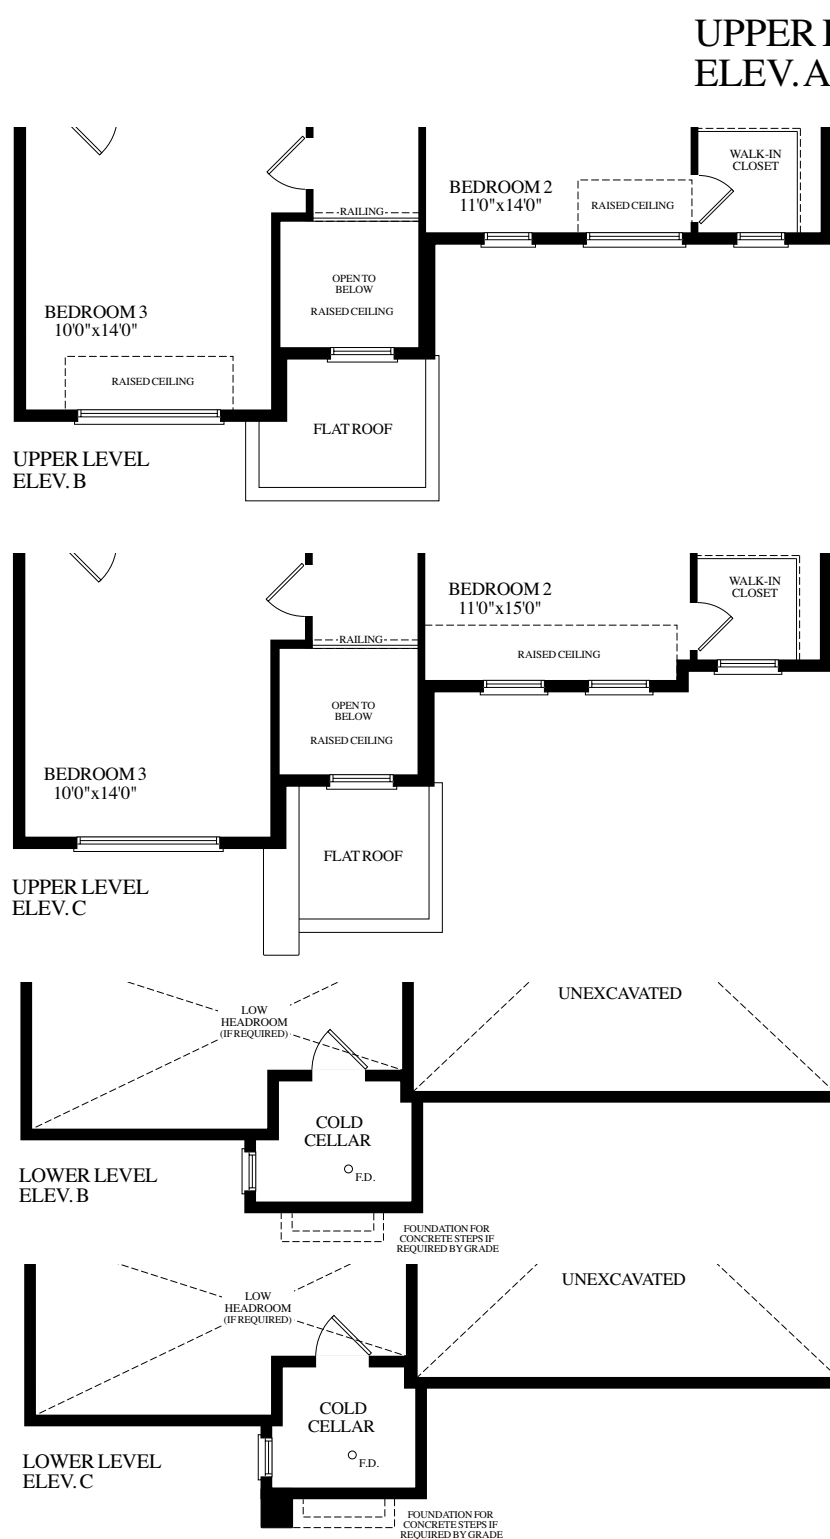 UPPER
ELEV. A
WALK-IN
CLOSET
BEDROOM 2
11'0"x14'0"
RAISED CEILING
RAILING
OPEN TO
BELOW
RAISED CEILING
BEDROOM 3
10'0"x14'0"
RAISED CEILING
FLAT ROOF
UPPER LEVEL
ELEV. B
WALK-IN
CLOSET
BEDROOM 2
11'0"x15'0"
RAILING
RAISED CEILING
OPEN TO
BELOW
RAISED CEILING
BEDROOM 3
10'0"x14'0"
FLAT ROOF
UPPER LEVEL
ELEV. C
UNEXCAVATED
LOW
HEADROOM
(IF REQUIRED)
COLD
CELLAR
F.D.
LOWER LEVEL
ELEV. B
FOUNDATION FOR
CONCRETE STEPS IF
REQUIRED BY GRADE
UNEXCAVATED
LOW
HEADROOM
(IF REQUIRED)
COLD
CELLAR
F.D.
LOWER LEVEL
ELEV. C
FOUNDATION FOR
CONCRETE STEPS IF
REQUIRED BY GRADE